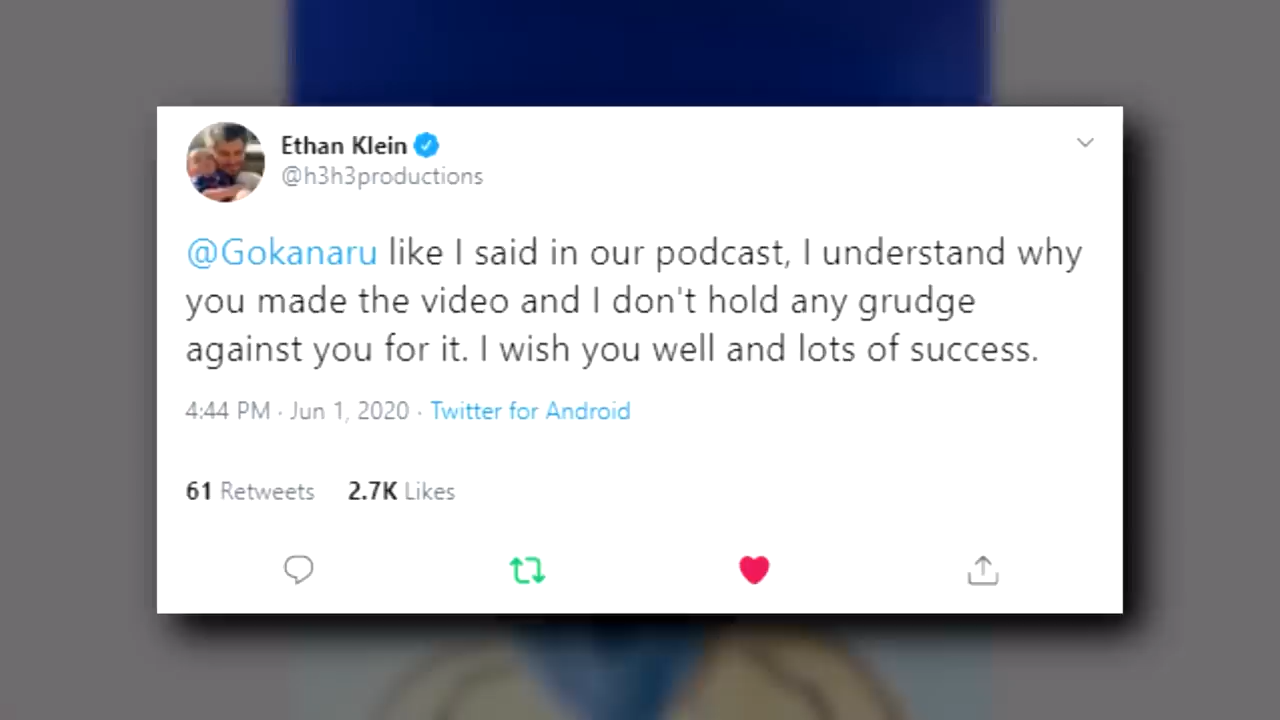 Ethan Klein
@h3h3productions
@Gokanaru like I said in our podcast, I understand why
you made the video and I don't hold any grudge
against you for it. I wish you well and lots of success.
4:44 PM · Jun 1, 2020 · Twitter for Android
61 Retweets 2.7K Likes